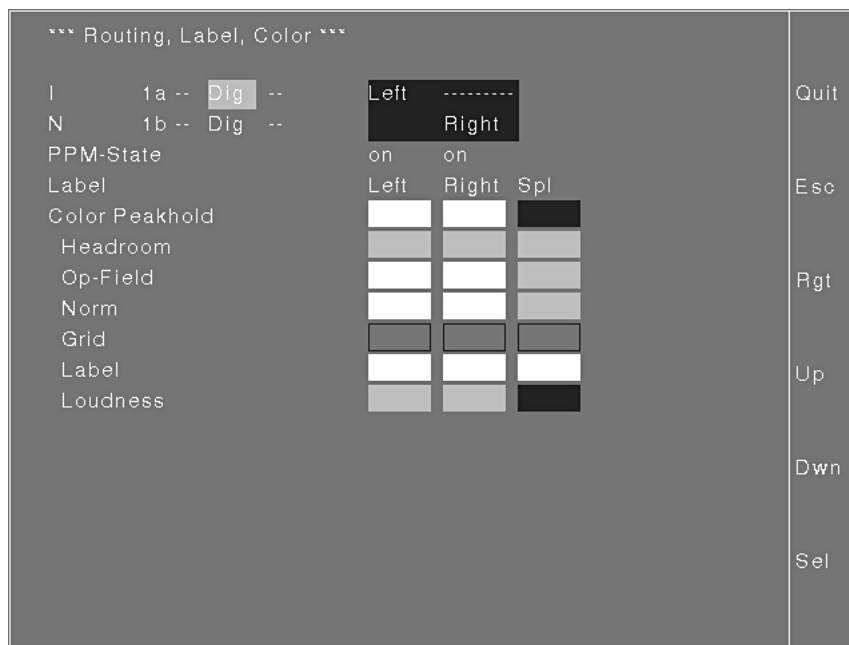 *** Routing, Label, Color ***
I 1a -- Dig -- Left ---------
N 1b -- Dig -- Right
PPM-State on on
Label Left Right Spl
Color Peakhold
Headroom
Op-Field
Norm
Grid
Label
Loudness
Quit
Esc
Rgt
Up
Dwn
Sel